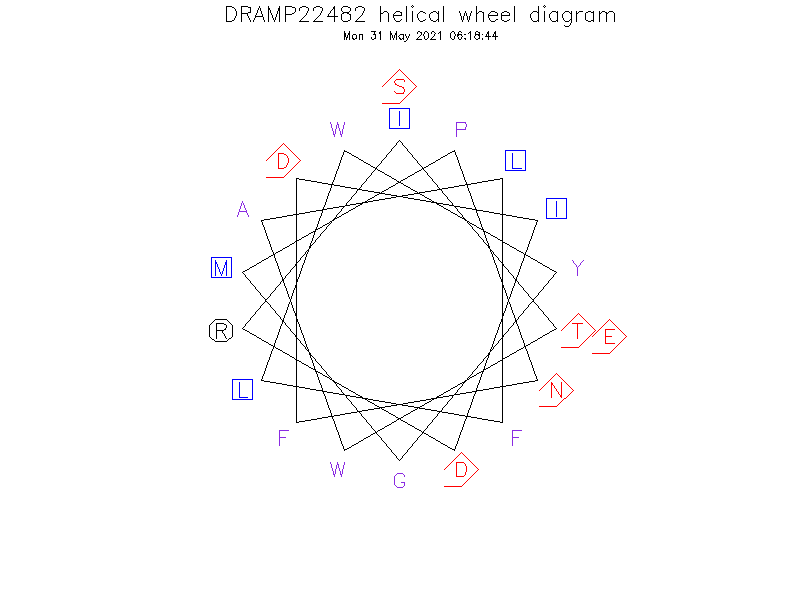 DRAMP22482 helical wheel diagram
Mon 31 May 2021 06:18:44
S
I
W P
D L
A I
M Y
R T E
L N
F F
W D
G